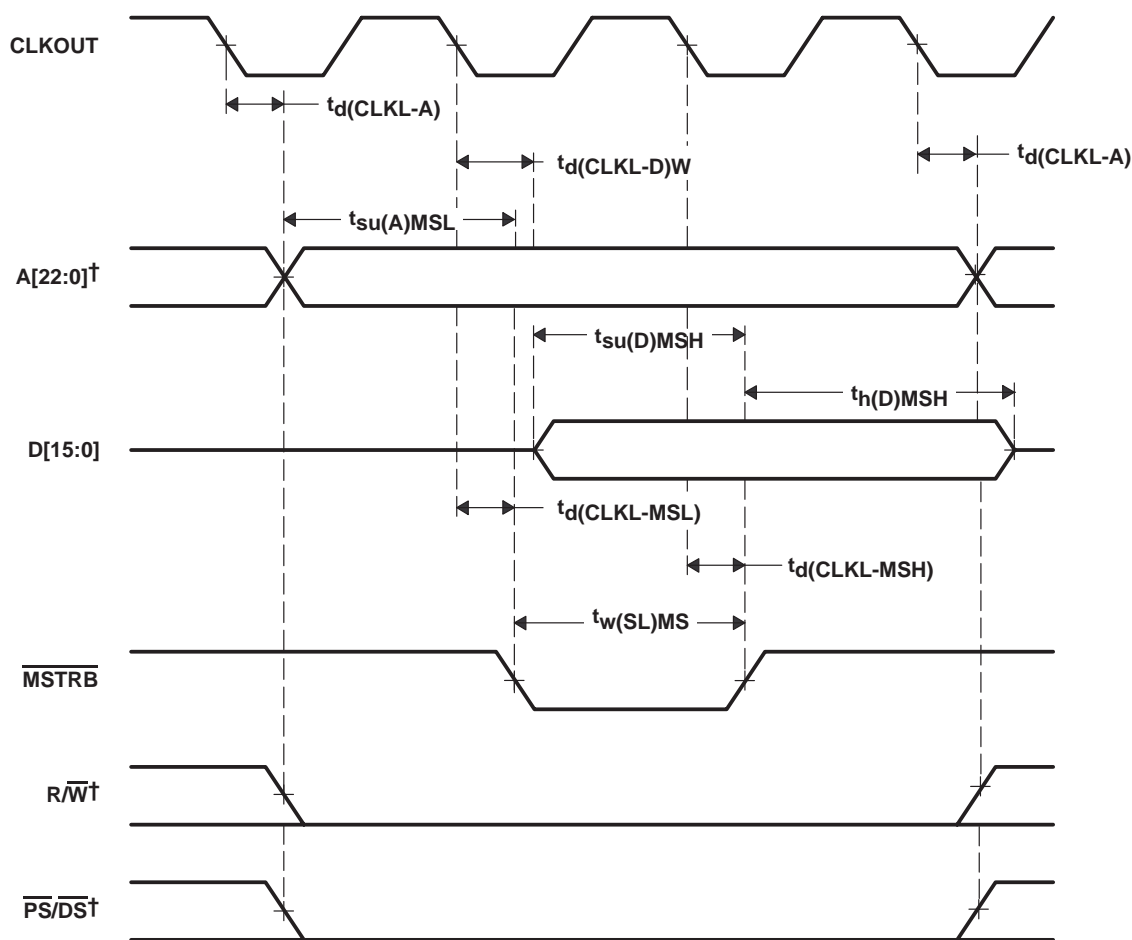 CLKOUT
td(CLKL-A)
td(CLKL-D)W
td(CLKL-A)
tsu(A)MSL
A[22:0]†
tsu(D)MSH
th(D)MSH
D[15:0]
td(CLKL-MSL)
td(CLKL-MSH)
tw(SL)MS
MSTRB
R/W†
PS/DS†